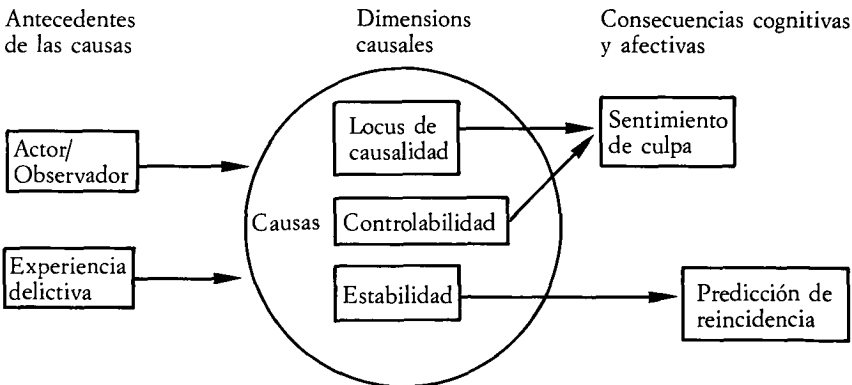 Antecedentes
de las causas
Dimensions
causales
Consecuencias cognitivas
y afectivas
Actor/
Observador
Experiencia
delictiva
Causas
Locus de
causalidad
Controlabilidad
Estabilidad
Sentimiento
de culpa
Predicción de
reincidencia